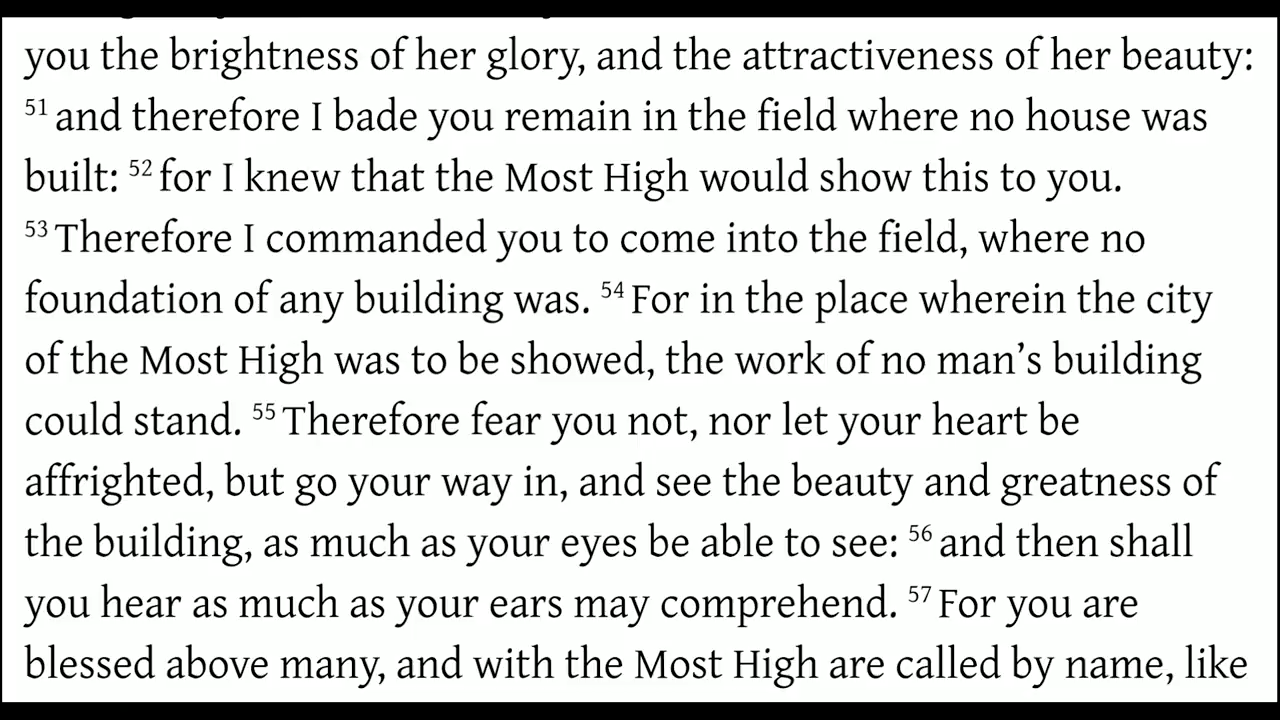 you the brightness of her glory, and the attractiveness of her beauty:
51 and therefore I bade you remain in the field where no house was
built: 52 for I knew that the Most High would show this to you.
53 Therefore I commanded you to come into the field, where no
foundation of any building was. 54 For in the place wherein the city
of the Most High was to be showed, the work of no man’s building
could stand. 55 Therefore fear you not, nor let your heart be
affrighted, but go your way in, and see the beauty and greatness of
the building, as much as your eyes be able to see: 56 and then shall
you hear as much as your ears may comprehend. 57 For you are
blessed above many, and with the Most High are called by name, like